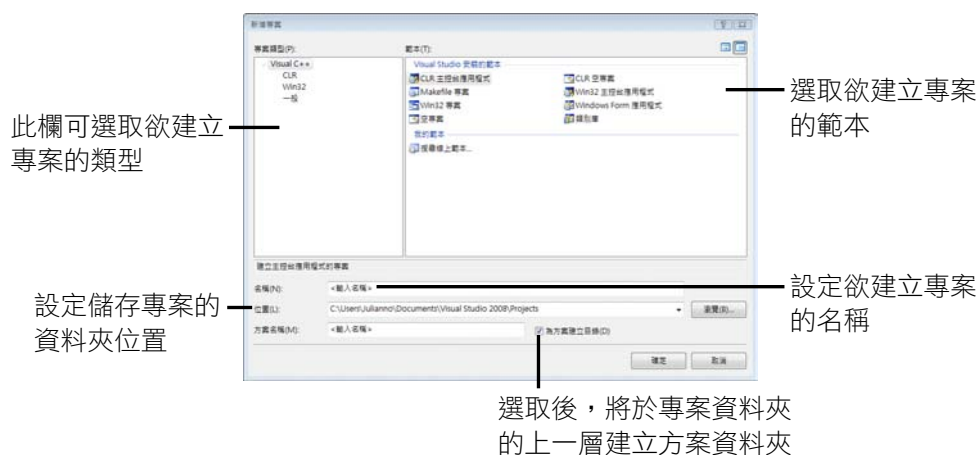 新增專案
專案類型(P):
範本(T):
Visual C++
CLR
Win32
一般
Visual Studio 安裝的範本
CLR 主控台應用程式
CLR 空專案
Makefile 專案
Win32 主控台應用程式
Win32 專案
Windows Form 應用程式
空專案
類別庫
我的範本
搜尋線上範本...
選取欲建立專案
的範本
此欄可選取欲建立
專案的類型
建立主控台應用程式的專案
名稱(N):
<輸入名稱>
設定欲建立專案
的名稱
設定儲存專案的
資料夾位置
位置(L):
C:\Users\Julianno\Documents\Visual Studio 2008\Projects
瀏覽(B)...
方案名稱(M):
<輸入名稱>
為方案建立目錄(D)
確定
取消
選取後，將於專案資料夾
的上一層建立方案資料夾